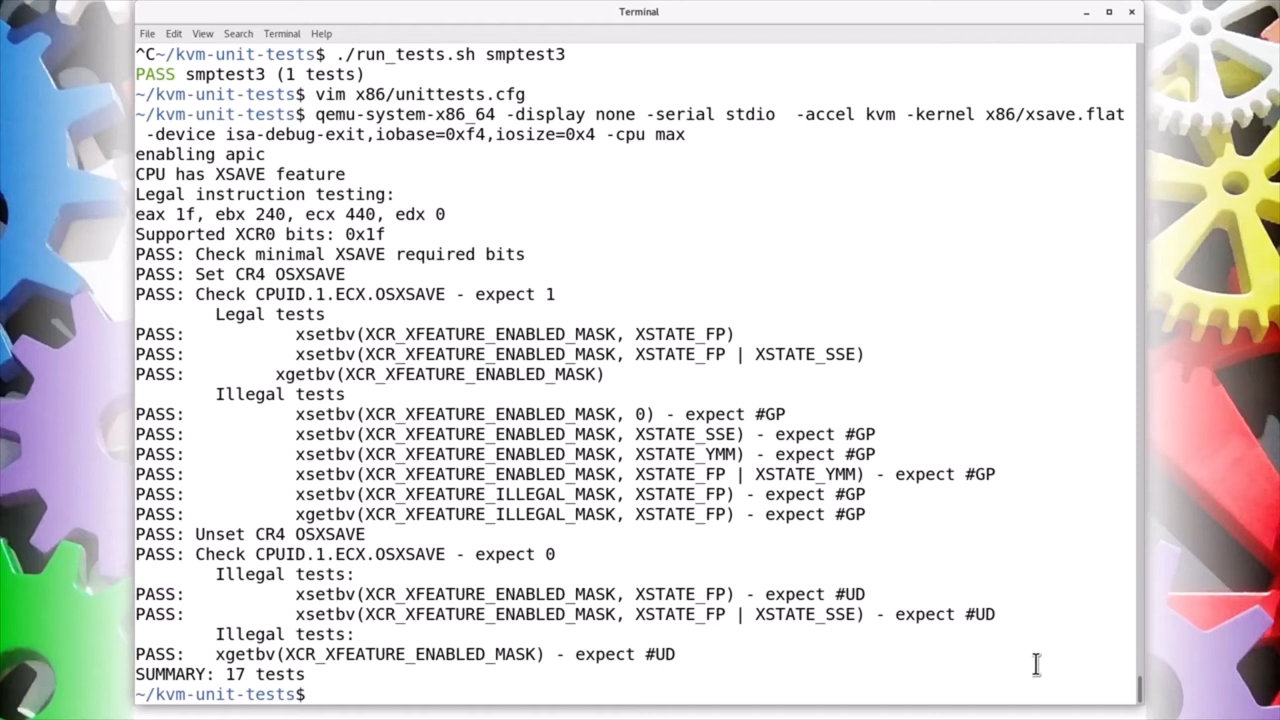 Terminal
File Edit View Search Terminal Help
^C~/kvm-unit-tests$ ./run_tests.sh smptest3
PASS smptest3 (1 tests)
~/kvm-unit-tests$ vim x86/unittests.cfg
~/kvm-unit-tests$ qemu-system-x86_64 -display none -serial stdio  -accel kvm -kernel x86/xsave.flat
 -device isa-debug-exit,iobase=0xf4,iosize=0x4 -cpu max
enabling apic
CPU has XSAVE feature
Legal instruction testing:
eax 1f, ebx 240, ecx 440, edx 0
Supported XCR0 bits: 0x1f
PASS: Check minimal XSAVE required bits
PASS: Set CR4 OSXSAVE
PASS: Check CPUID.1.ECX.OSXSAVE - expect 1
        Legal tests
PASS:           xsetbv(XCR_XFEATURE_ENABLED_MASK, XSTATE_FP)
PASS:           xsetbv(XCR_XFEATURE_ENABLED_MASK, XSTATE_FP | XSTATE_SSE)
PASS:         xgetbv(XCR_XFEATURE_ENABLED_MASK)
        Illegal tests
PASS:           xsetbv(XCR_XFEATURE_ENABLED_MASK, 0) - expect #GP
PASS:           xsetbv(XCR_XFEATURE_ENABLED_MASK, XSTATE_SSE) - expect #GP
PASS:           xsetbv(XCR_XFEATURE_ENABLED_MASK, XSTATE_YMM) - expect #GP
PASS:           xsetbv(XCR_XFEATURE_ENABLED_MASK, XSTATE_FP | XSTATE_YMM) - expect #GP
PASS:           xsetbv(XCR_XFEATURE_ILLEGAL_MASK, XSTATE_FP) - expect #GP
PASS:           xgetbv(XCR_XFEATURE_ILLEGAL_MASK, XSTATE_FP) - expect #GP
PASS: Unset CR4 OSXSAVE
PASS: Check CPUID.1.ECX.OSXSAVE - expect 0
        Illegal tests:
PASS:           xsetbv(XCR_XFEATURE_ENABLED_MASK, XSTATE_FP) - expect #UD
PASS:           xsetbv(XCR_XFEATURE_ENABLED_MASK, XSTATE_FP | XSTATE_SSE) - expect #UD
        Illegal tests:
PASS:   xgetbv(XCR_XFEATURE_ENABLED_MASK) - expect #UD
SUMMARY: 17 tests
~/kvm-unit-tests$